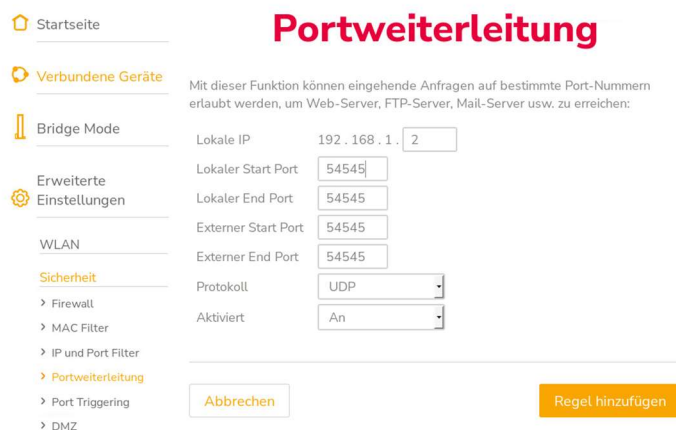 Startseite
Verbundene Geräte
Bridge Mode
Erweiterte
Einstellungen
WLAN
Sicherheit
> Firewall
> MAC Filter
> IP und Port Filter
> Portweiterleitung
> Port Triggering
> DMZ
Portweiterleitung
Mit dieser Funktion können eingehende Anfragen auf bestimmte Port-Nummern
erlaubt werden, um Web-Server, FTP-Server, Mail-Server usw. zu erreichen:
Lokale IP 192 . 168 . 1 . 2
Lokaler Start Port 54545
Lokaler End Port 54545
Externer Start Port 54545
Externer End Port 54545
Protokoll UDP
Aktiviert An
Abbrechen Regel hinzufügen